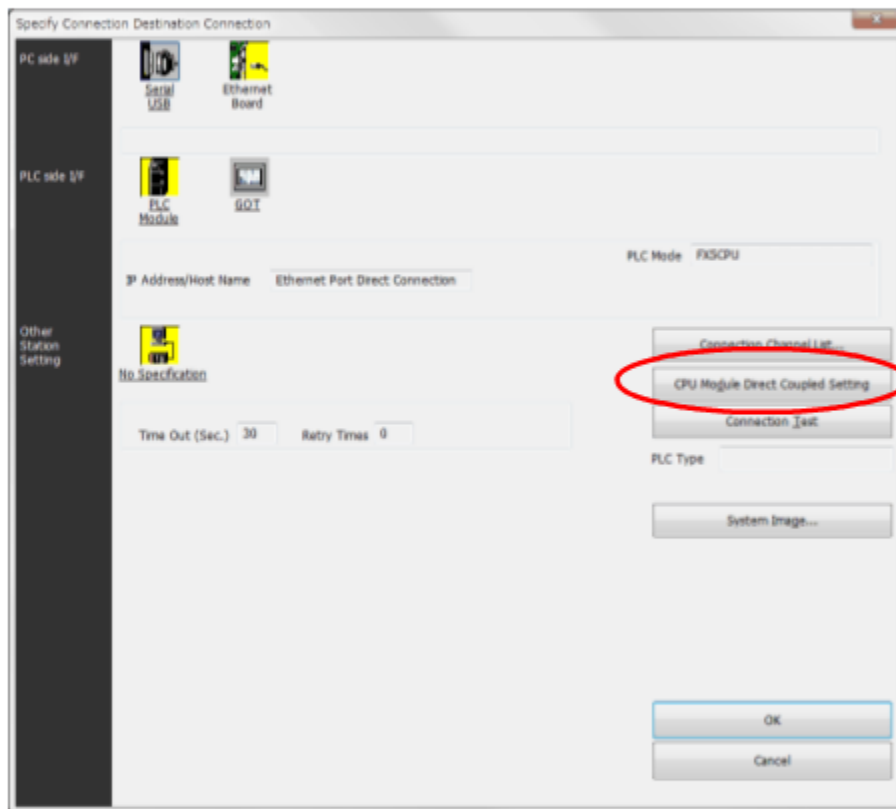 Specify Connection Destination Connection
PC side I/F
Serial
USB
Ethernet
Board
PLC side I/F
PLC
Module
GOT
PLC Mode FX5CPU
IP Address/Host Name Ethernet Port Direct Connection
Other
Station
Setting
No Specification
Time Out (Sec.) 30 Retry Times 0
Connection Channel List...
CPU Module Direct Coupled Setting
Connection Test
PLC Type
System Image...
OK
Cancel